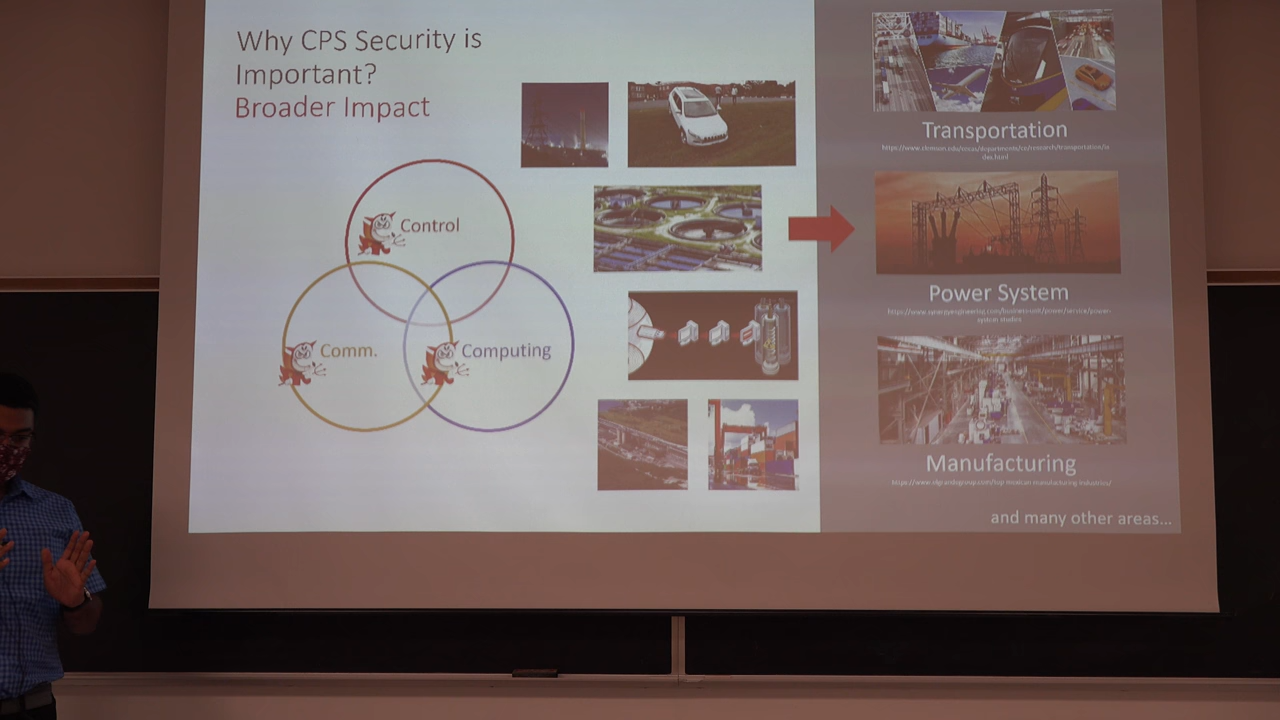 Why CPS Security is
Important?
Broader Impact
Control
Comm.
Computing
Transportation
Power System
Manufacturing
and many other areas...